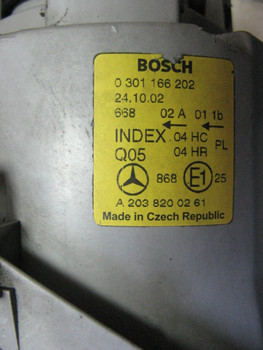 BOSCH
0 301 166 202
24.10.02
668 02 A 01 1b
INDEX 04 HC PL
Q05 04 HR
868 E1 25
A 203 820 02 61
Made in Czech Republic